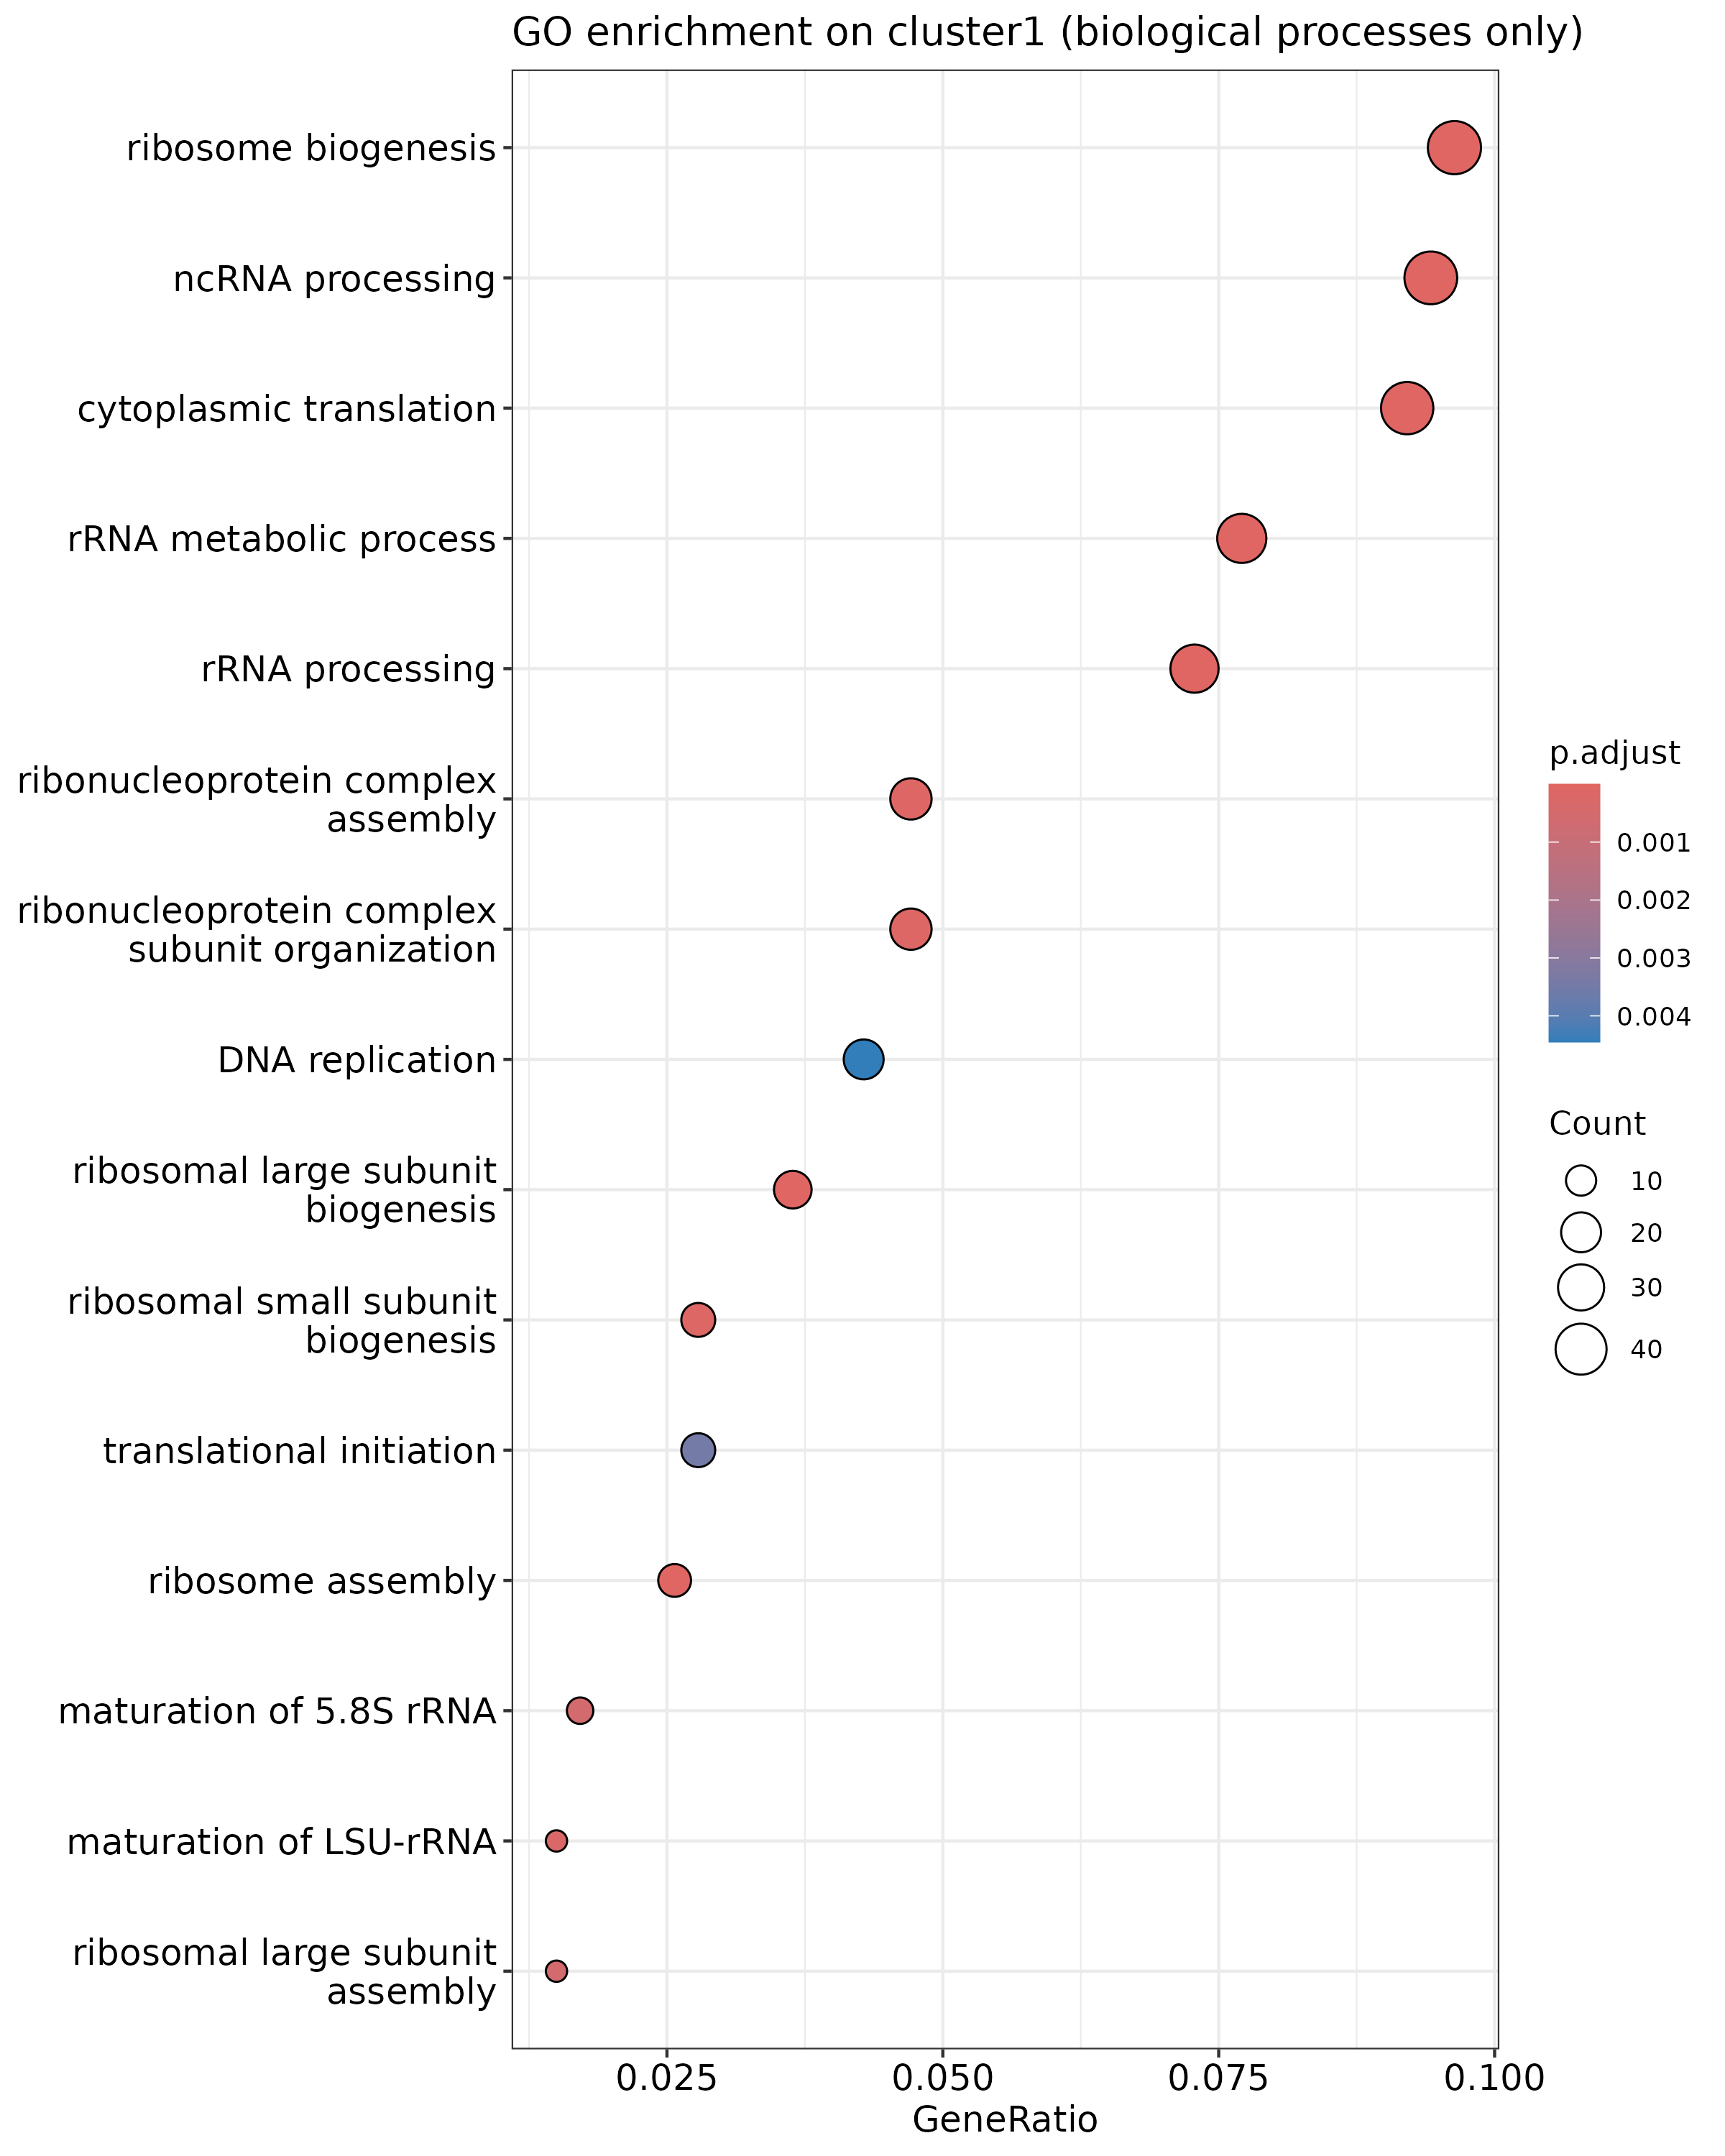 GO enrichment on cluster1 (biological processes only)
ribosome biogenesis
ncRNA processing
cytoplasmic translation
rRNA metabolic process
rRNA processing
ribonucleoprotein complex
assembly
ribonucleoprotein complex
subunit organization
DNA replication
ribosomal large subunit
biogenesis
ribosomal small subunit
biogenesis
translational initiation
ribosome assembly
maturation of 5.8S rRNA
maturation of LSU-rRNA
ribosomal large subunit
assembly
0.025 0.050 0.075 0.100
GeneRatio
p.adjust
0.001
0.002
0.003
0.004
Count
10
20
30
40